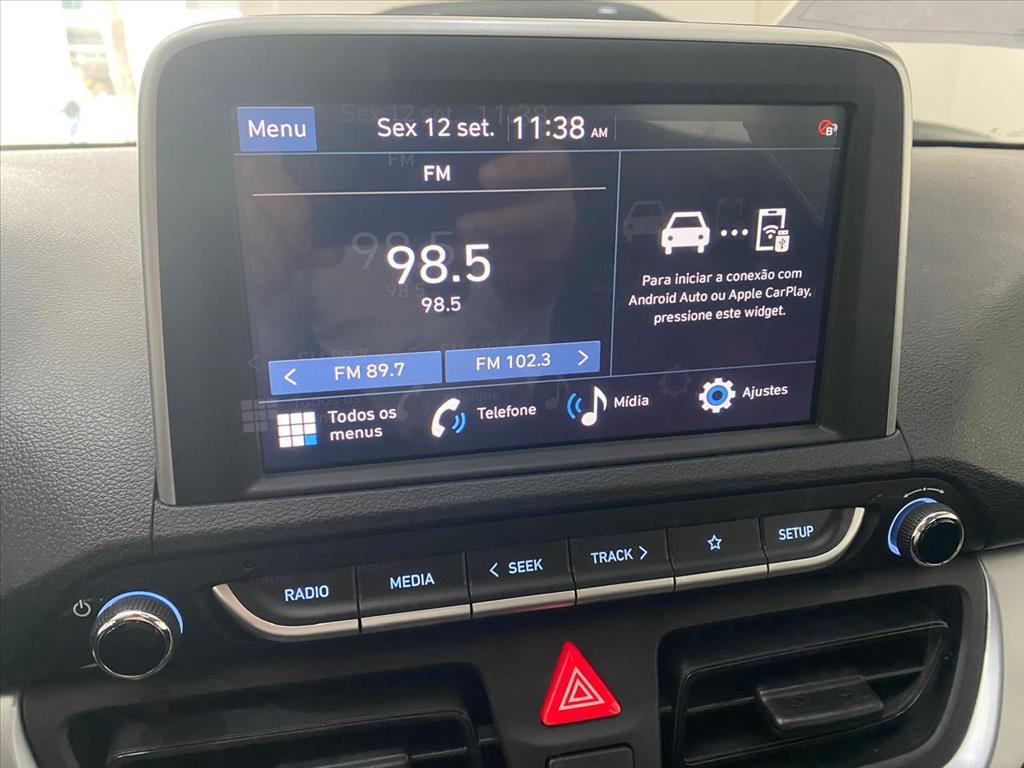 Menu
Sex 12 set.
11:38 AM
B
FM
98.5
98.5
FM 89.7
FM 102.3
Para iniciar a conexão com
Android Auto ou Apple CarPlay,
pressione este widget.
Todos os
menus
Telefone
Mídia
Ajustes
RADIO
MEDIA
< SEEK
TRACK >
SETUP